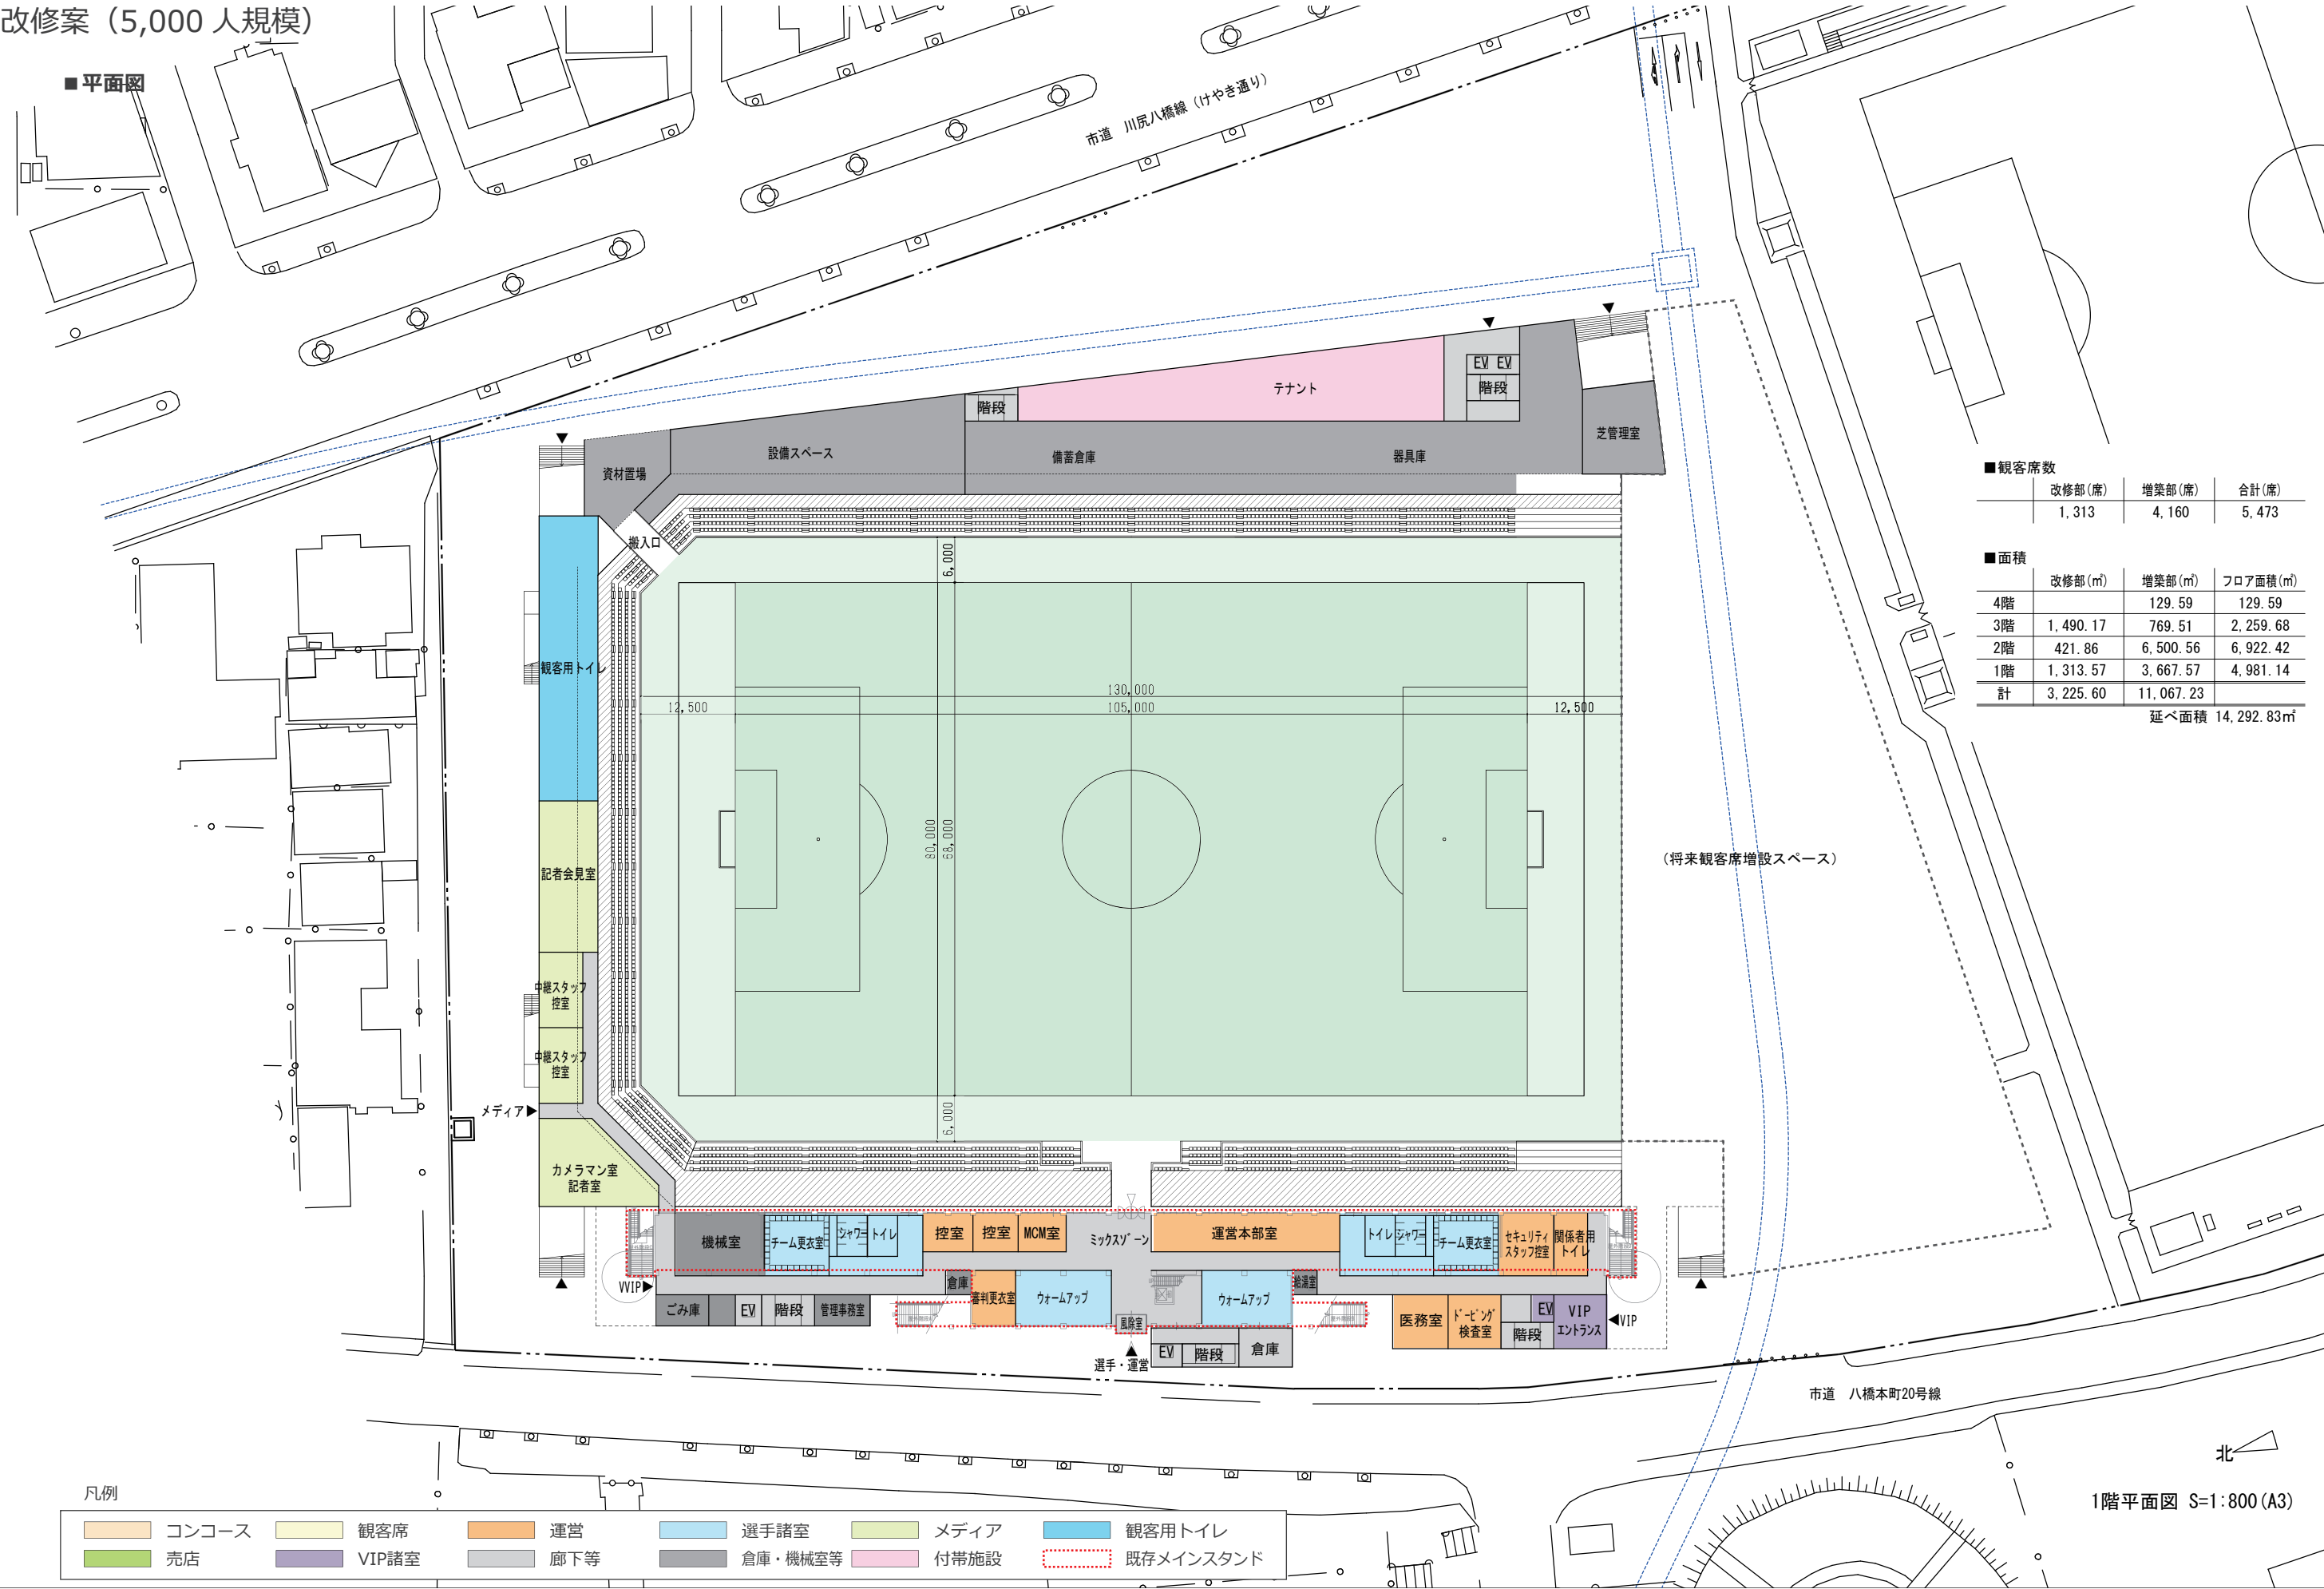 改修案（5,000 人規模）
■平面図
市道　川尻八橋線（けやき通り）
EV EV
階段
テナント
階段
芝管理室
設備スペース
備蓄倉庫
器具庫
資材置場
搬入口
■観客席数
改修部(席) 増築部(席) 合計(席)
1,313 4,160 5,473
■面積
改修部(㎡) 増築部(㎡) フロア面積(㎡)
4階 129.59 129.59
3階 1,490.17 769.51 2,259.68
2階 421.86 6,500.56 6,922.42
1階 1,313.57 3,667.57 4,981.14
計 3,225.60 11,067.23
延べ面積 14,292.83㎡
6,000
観客用トイレ
130,000
12,500 105,000 12,500
80,000
68,000
記者会見室
（将来観客席増設スペース）
中継スタッフ
控室
中継スタッフ
控室
メディア
6,000
カメラマン室
記者室
機械室
チーム更衣室
シャワー
トイレ
控室
控室
MCM室
ミックスゾーン
運営本部室
トイレ
シャワー
チーム更衣室
セキュリティ
スタッフ控室
関係者用
トイレ
VVIP
倉庫
審判更衣室
ウォームアップ
ウォームアップ
給湯室
ごみ庫
EV
階段
管理事務室
風除室
医務室
ドーピング
検査室
EV
階段
VIP
エントランス
VIP
選手・運営
EV
階段
倉庫
市道　八橋本町20号線
北
1階平面図 S=1:800(A3)
凡例
コンコース 観客席 運営 選手諸室 メディア 観客用トイレ
売店 VIP諸室 廊下等 倉庫・機械室等 付帯施設 既存メインスタンド